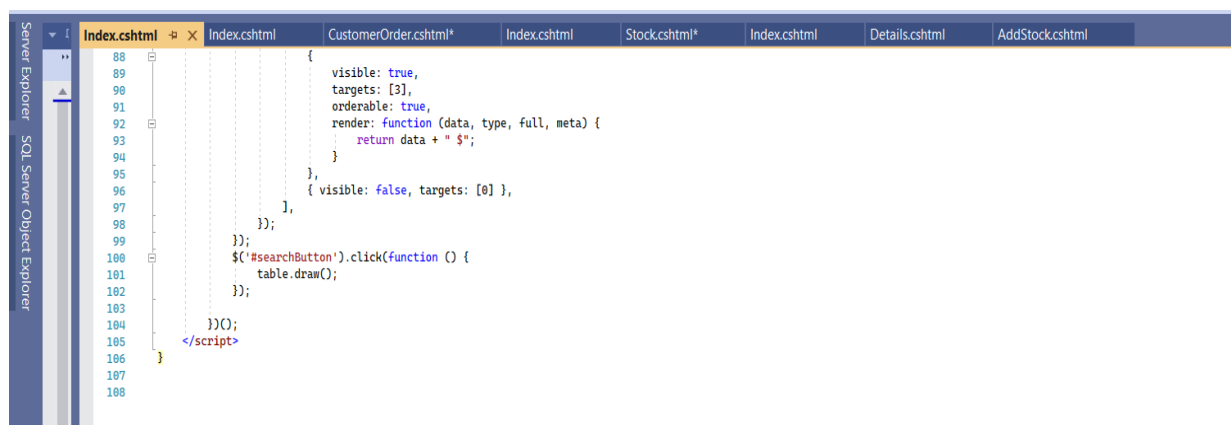 Index.cshtml Index.cshtml CustomerOrder.cshtml* Index.cshtml Stock.cshtml* Index.cshtml Details.cshtml AddStock.cshtml
Server Explorer
SQL Server Object Explorer
88 {
89 visible: true,
90 targets: [3],
91 orderable: true,
92 render: function (data, type, full, meta) {
93 return data + " $";
94 }
95 },
96 { visible: false, targets: [0] },
97 ],
98 });
99 });
100 $('#searchButton').click(function () {
101 table.draw();
102 });
103
104 })();
105 </script>
106 }
107
108